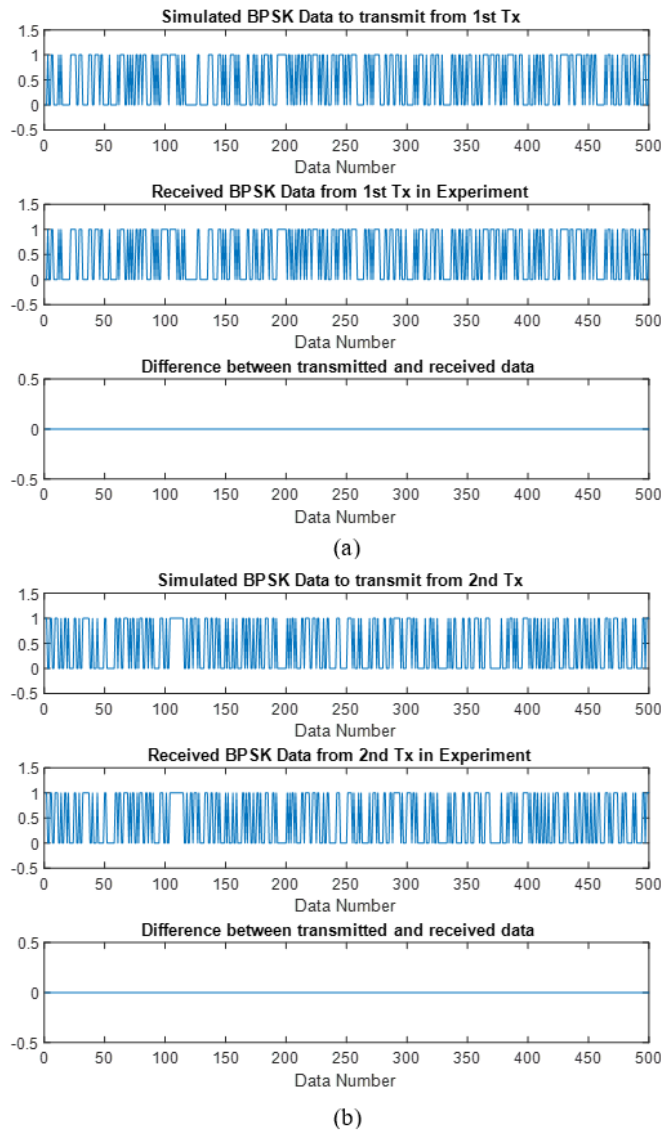 Simulated BPSK Data to transmit from 1st Tx
1.5
1
0.5
0
-0.5
0 50 100 150 200 250 300 350 400 450 500
Data Number
Received BPSK Data from 1st Tx in Experiment
1.5
1
0.5
0
-0.5
0 50 100 150 200 250 300 350 400 450 500
Data Number
Difference between transmitted and received data
0.5
0
-0.5
0 50 100 150 200 250 300 350 400 450 500
Data Number
(a)
Simulated BPSK Data to transmit from 2nd Tx
1.5
1
0.5
0
-0.5
0 50 100 150 200 250 300 350 400 450 500
Data Number
Received BPSK Data from 2nd Tx in Experiment
1.5
1
0.5
0
-0.5
0 50 100 150 200 250 300 350 400 450 500
Data Number
Difference between transmitted and received data
0.5
0
-0.5
0 50 100 150 200 250 300 350 400 450 500
Data Number
(b)